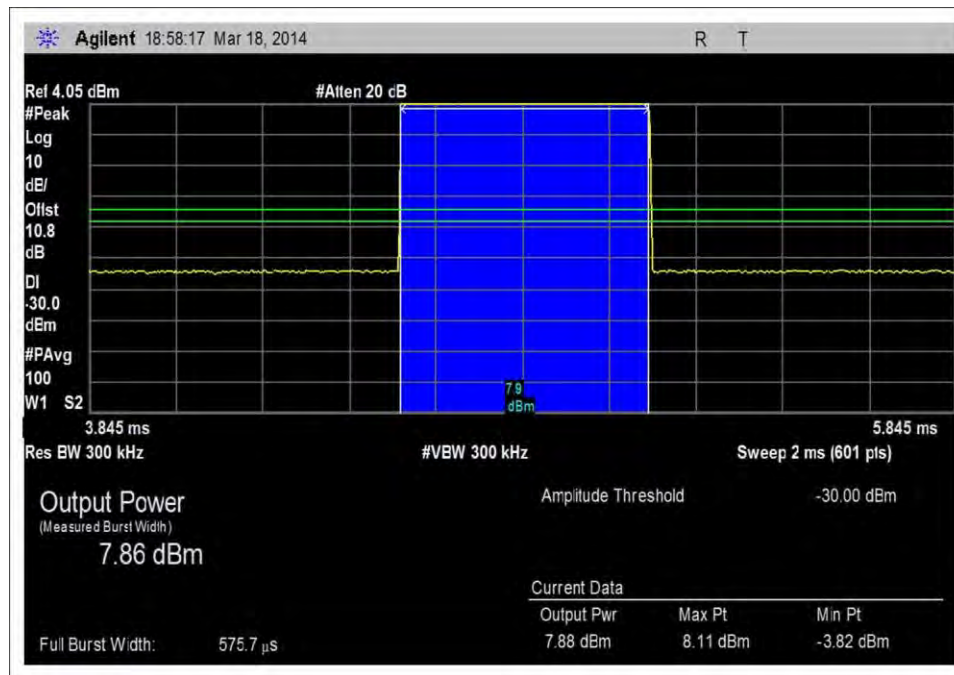 Agilent 18:58:17 Mar 18, 2014 R T
Ref 4.05 dBm #Atten 20 dB
#Peak
Log
10
dB/
Offst
10.8
dB
DI
-30.0
dBm
#PAvg
100
W1 S2
7.9
dBm
3.845 ms 5.845 ms
Res BW 300 kHz #VBW 300 kHz Sweep 2 ms (601 pts)
Output Power Amplitude Threshold -30.00 dBm
(Measured Burst Width)
7.86 dBm
Current Data
Output Pwr Max Pt Min Pt
Full Burst Width: 575.7 µs 7.88 dBm 8.11 dBm -3.82 dBm